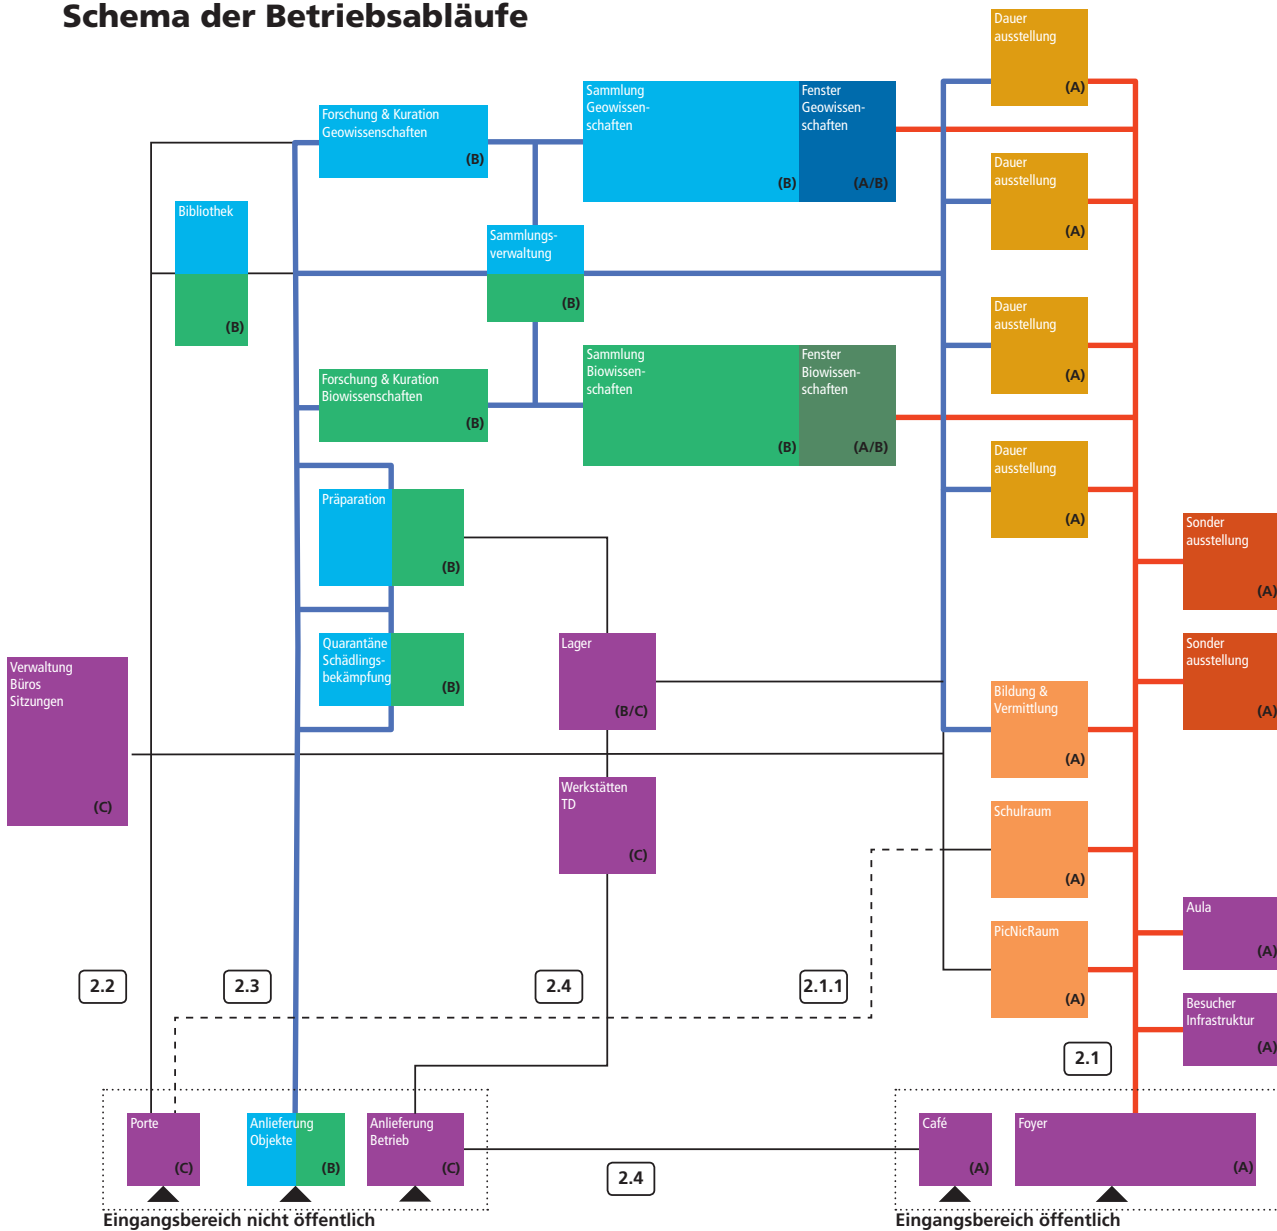 Schema der Betriebsabläufe
Dauer
ausstellung
(A)
Forschung & Kuration
Geowissenschaften
(B)
Sammlung
Geowissen-
schaften
(B)
Fenster
Geowissen-
schaften
(A/B)
Dauer
ausstellung
(A)
Bibliothek
(B)
Sammlungs-
verwaltung
(B)
Dauer
ausstellung
(A)
Forschung & Kuration
Biowissenschaften
(B)
Sammlung
Biowissen-
schaften
(B)
Fenster
Biowissen-
schaften
(A/B)
Dauer
ausstellung
(A)
Präparation
(B)
Sonder
ausstellung
(A)
Quarantäne
Schädlings-
bekämpfung
(B)
Lager
(B/C)
Sonder
ausstellung
(A)
Verwaltung
Büros
Sitzungen
(C)
Bildung &
Vermittlung
(A)
Werkstätten
TD
(C)
Schulraum
(A)
PicNicRaum
(A)
Aula
(A)
2.2
2.3
2.4
2.1.1
Besucher
Infrastruktur
(A)
2.1
Porte
(C)
Anlieferung
Objekte
(B)
Anlieferung
Betrieb
(C)
Café
(A)
Foyer
(A)
2.4
Eingangsbereich nicht öffentlich
Eingangsbereich öffentlich